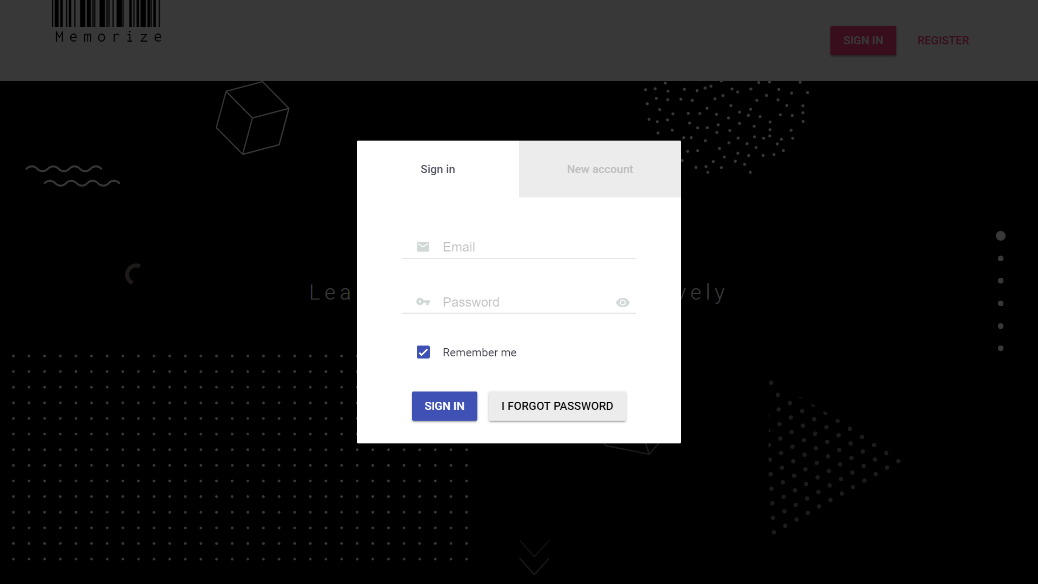 Memorize
SIGN IN
REGISTER
Sign in
New account
Email
Password
Remember me
SIGN IN
I FORGOT PASSWORD